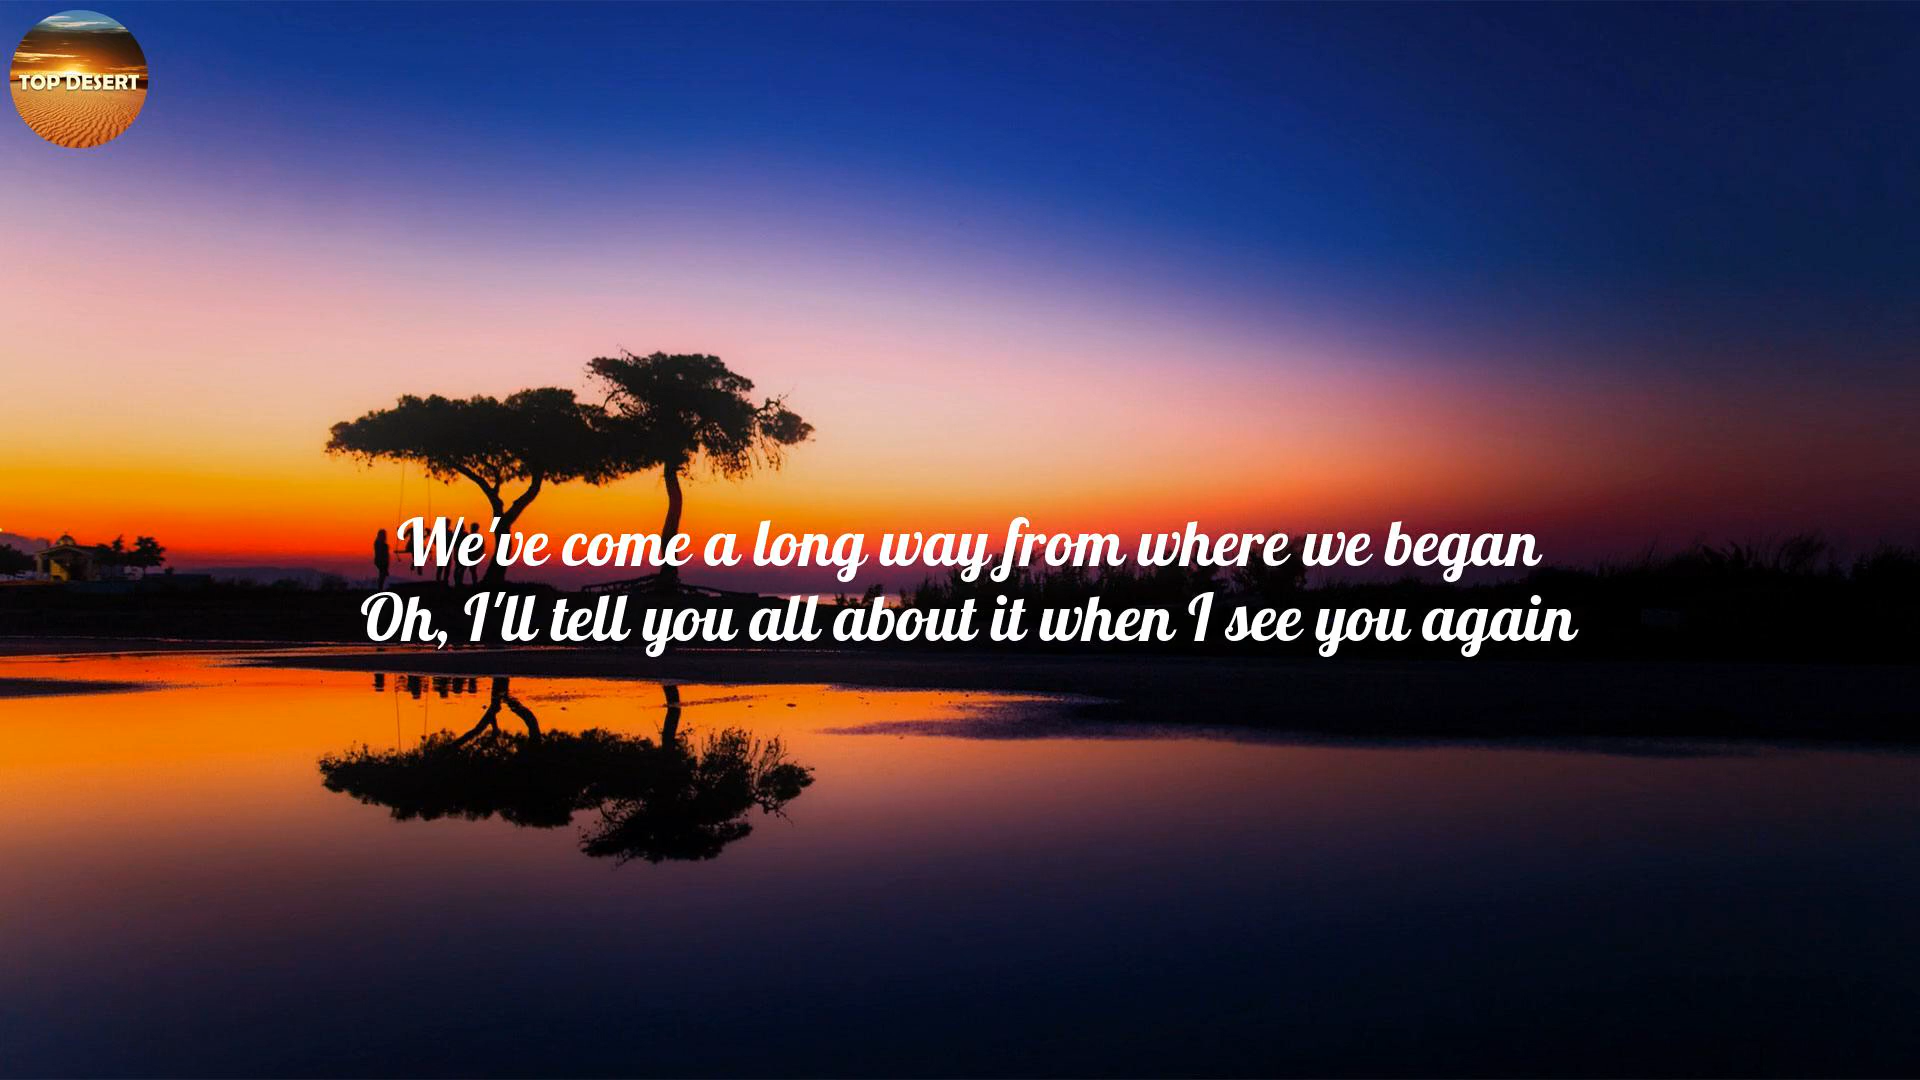 TOP DESERT
We've come a long way from where we began
Oh, I'll tell you all about it when I see you again